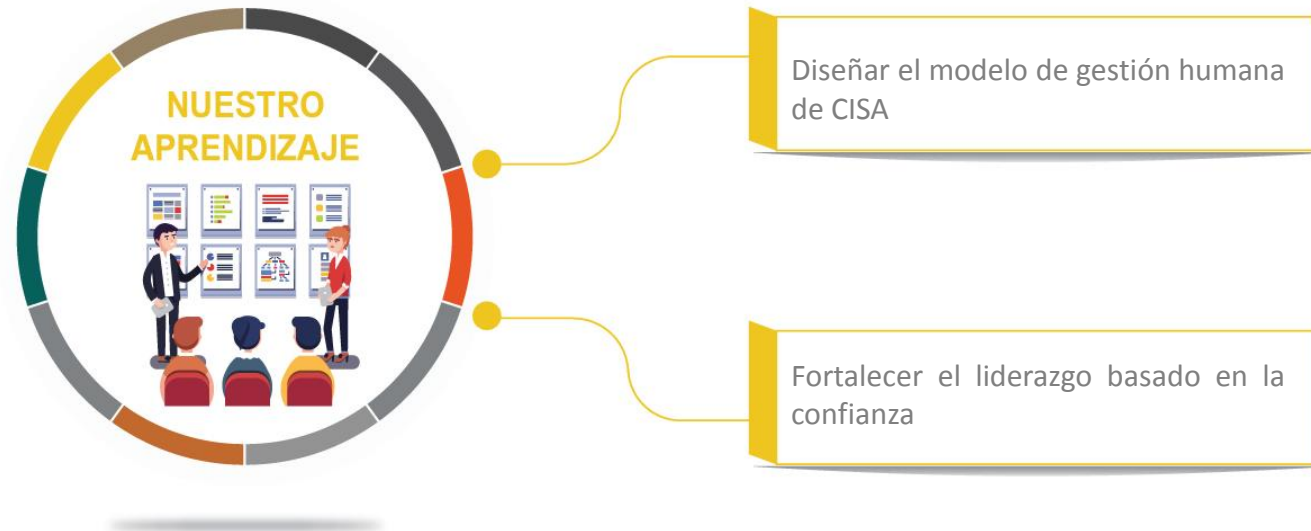 NUESTRO
APRENDIZAJE
Diseñar el modelo de gestión humana
de CISA
Fortalecer el liderazgo basado en la
confianza